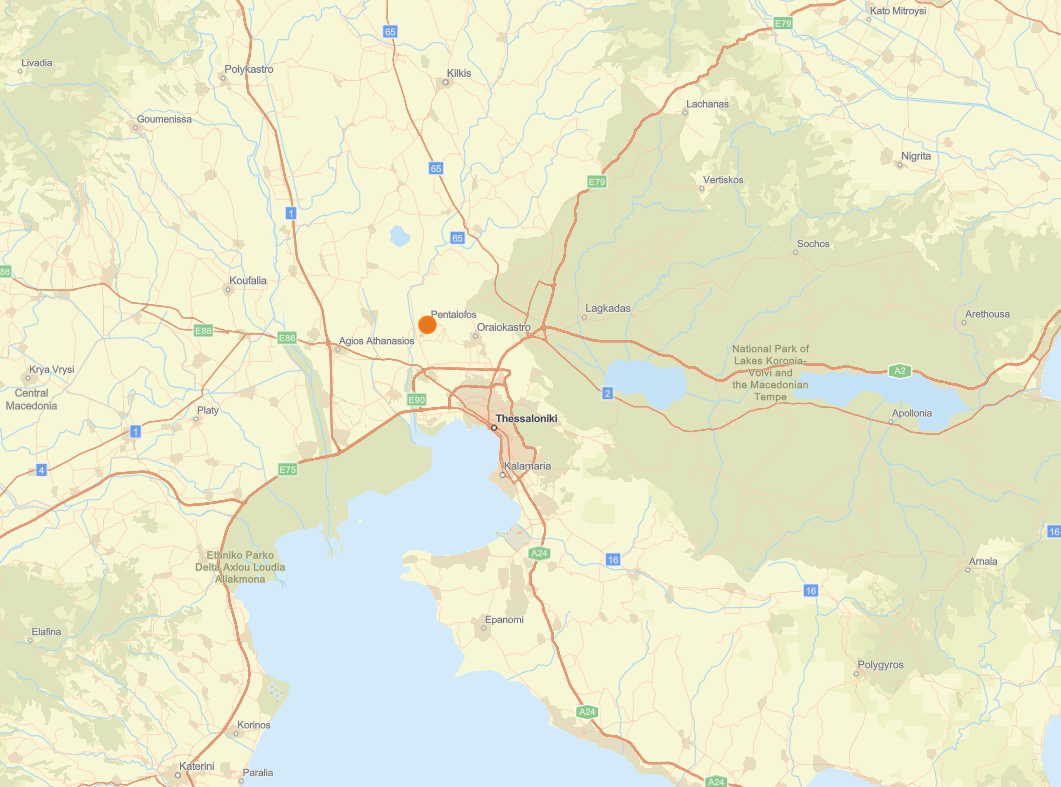 E79
Kato Mitroysi
65
Livadia
Polykastro
Kilkis
Lachanas
Goumenissa
Nigrita
65
E79
Vertiskos
1
65
Sochos
86
Koufalia
Lagkadas
Pentalofos
Arethousa
E86
E86
Oraiokastro
Agios Athanasios
National Park of
Lakes Koronia-
Volvi and
the Macedonian
Tempe
Krya Vrysi
A2
Central
Macedonia
2
E90
Platy
Apollonia
Thessaloniki
1
4
E75
Kalamaria
16
A24
Ethniko Parko
Delta Axiou Loudia
Aliakmona
16
Arnala
16
Epanomi
Elafina
Polygyros
A24
Korinos
Katerini
Paralia
A24